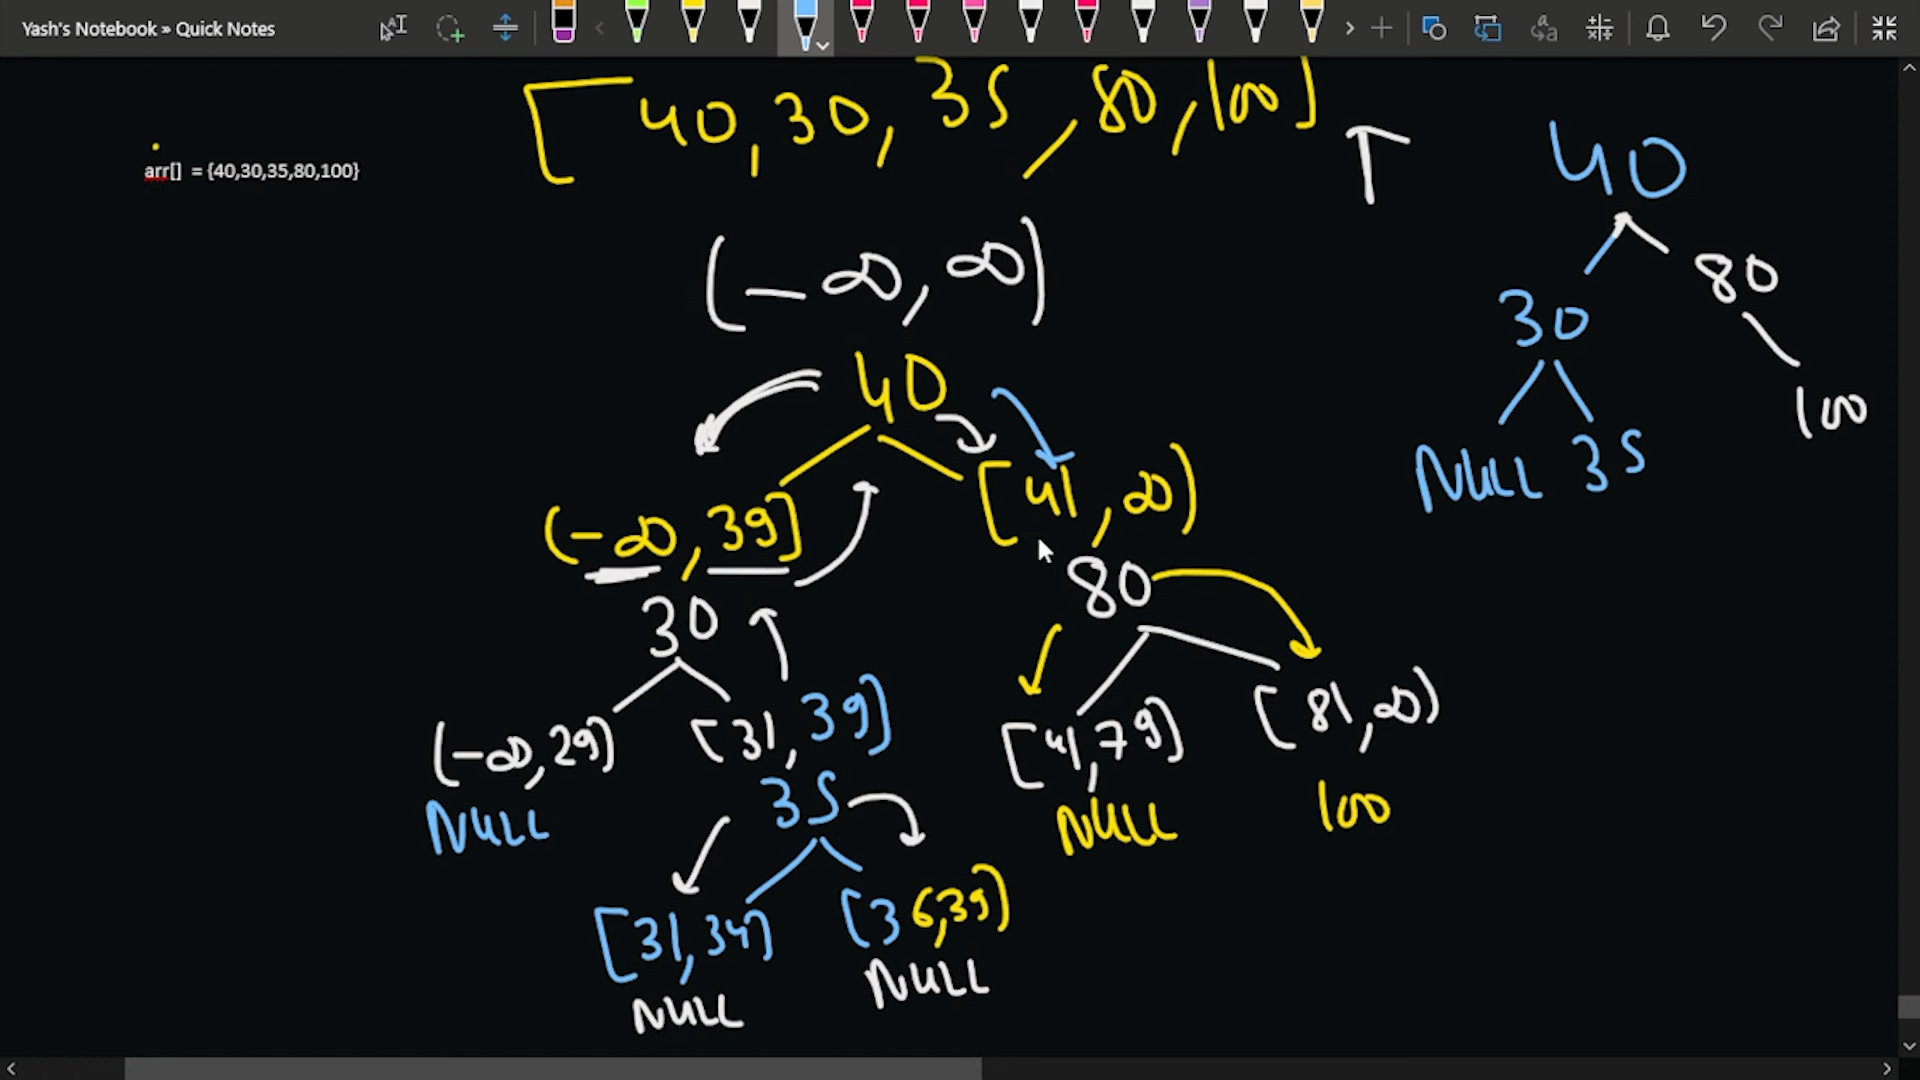 Yash's Notebook » Quick Notes
[40,30,35,80,100]
arr[] = {40,30,35,80,100}
40
(-∞,∞)
30 80
40
NULL 35 100
(-∞,39] [41,∞)
30 80
(-∞,29) [31,39] [41,79] [81,∞)
NULL 35 NULL 100
[31,34] [36,39)
NULL NULL